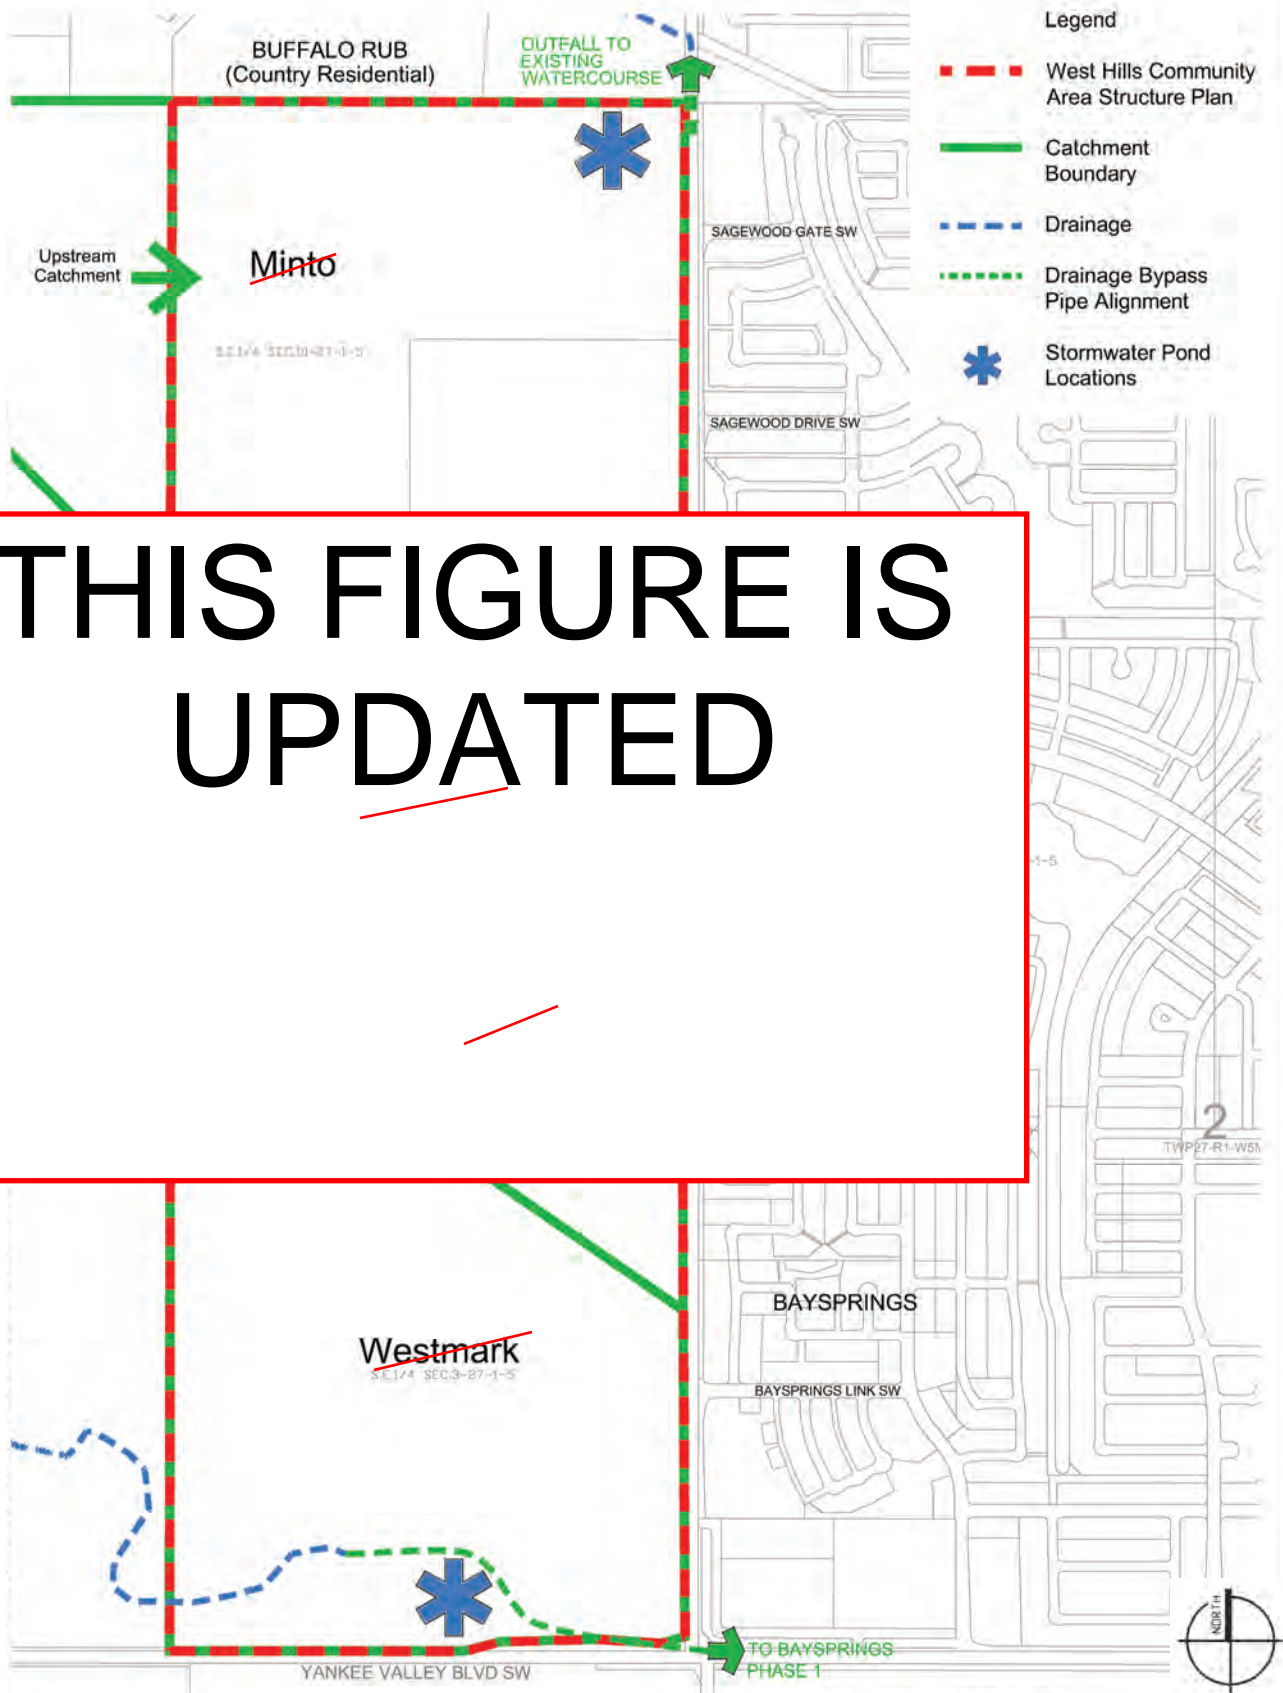 Legend
BUFFALO RUB
(Country Residential)
OUTFALL TO
EXISTING
WATERCOURSE
West Hills Community
Area Structure Plan
Catchment
Boundary
Drainage
Drainage Bypass
Pipe Alignment
Stormwater Pond
Locations
SAGEWOOD GATE SW
Upstream
Catchment
Minto
SAGEWOOD DRIVE SW
THIS FIGURE IS
UPDATED
-1-5
2
TWP27-R1-W5M
BAYSPRINGS
Westmark
S.E1/4 SEC.3-27-1-5
BAYSPRINGS LINK SW
NORTH
TO BAYSPRINGS
PHASE 1
YANKEE VALLEY BLVD SW